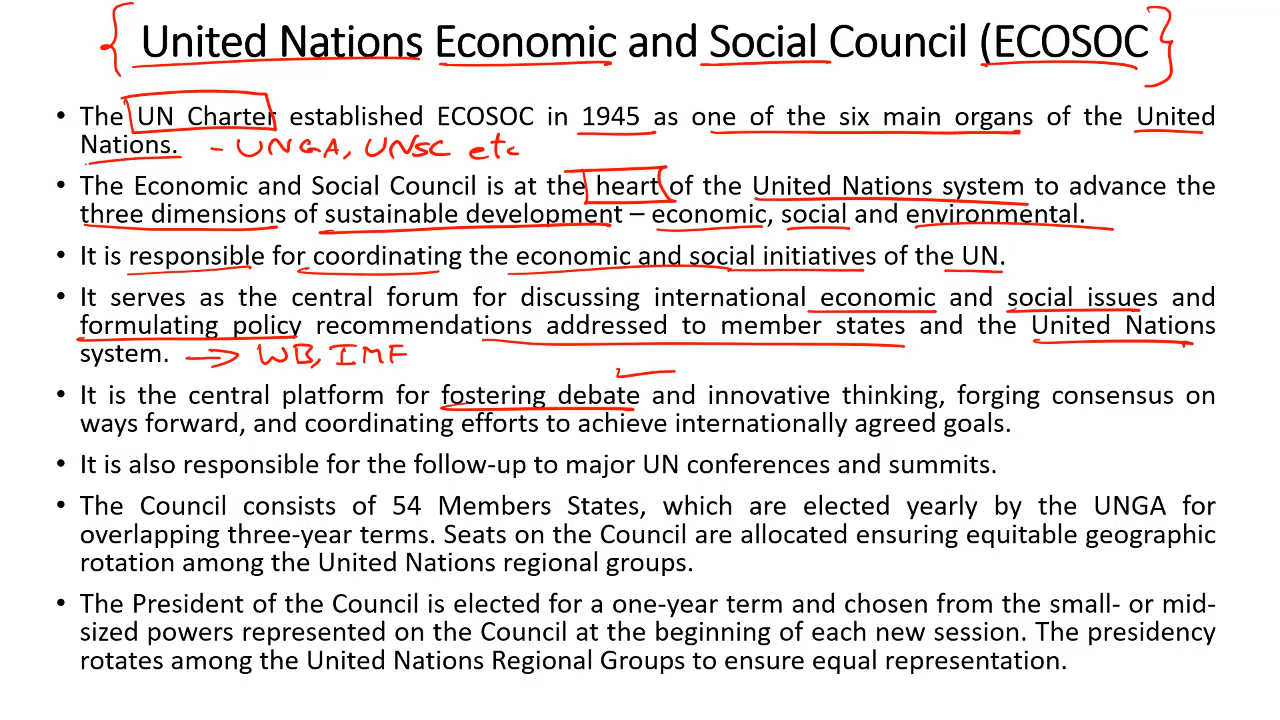 United Nations Economic and Social Council (ECOSOC
• The UN Charter established ECOSOC in 1945 as one of the six main organs of the United
Nations. - UNGA, UNSC etc
• The Economic and Social Council is at the heart of the United Nations system to advance the
three dimensions of sustainable development – economic, social and environmental.
• It is responsible for coordinating the economic and social initiatives of the UN.
• It serves as the central forum for discussing international economic and social issues and
formulating policy recommendations addressed to member states and the United Nations
system. → WB, IMF
• It is the central platform for fostering debate and innovative thinking, forging consensus on
ways forward, and coordinating efforts to achieve internationally agreed goals.
• It is also responsible for the follow-up to major UN conferences and summits.
• The Council consists of 54 Members States, which are elected yearly by the UNGA for
overlapping three-year terms. Seats on the Council are allocated ensuring equitable geographic
rotation among the United Nations regional groups.
• The President of the Council is elected for a one-year term and chosen from the small- or mid-
sized powers represented on the Council at the beginning of each new session. The presidency
rotates among the United Nations Regional Groups to ensure equal representation.